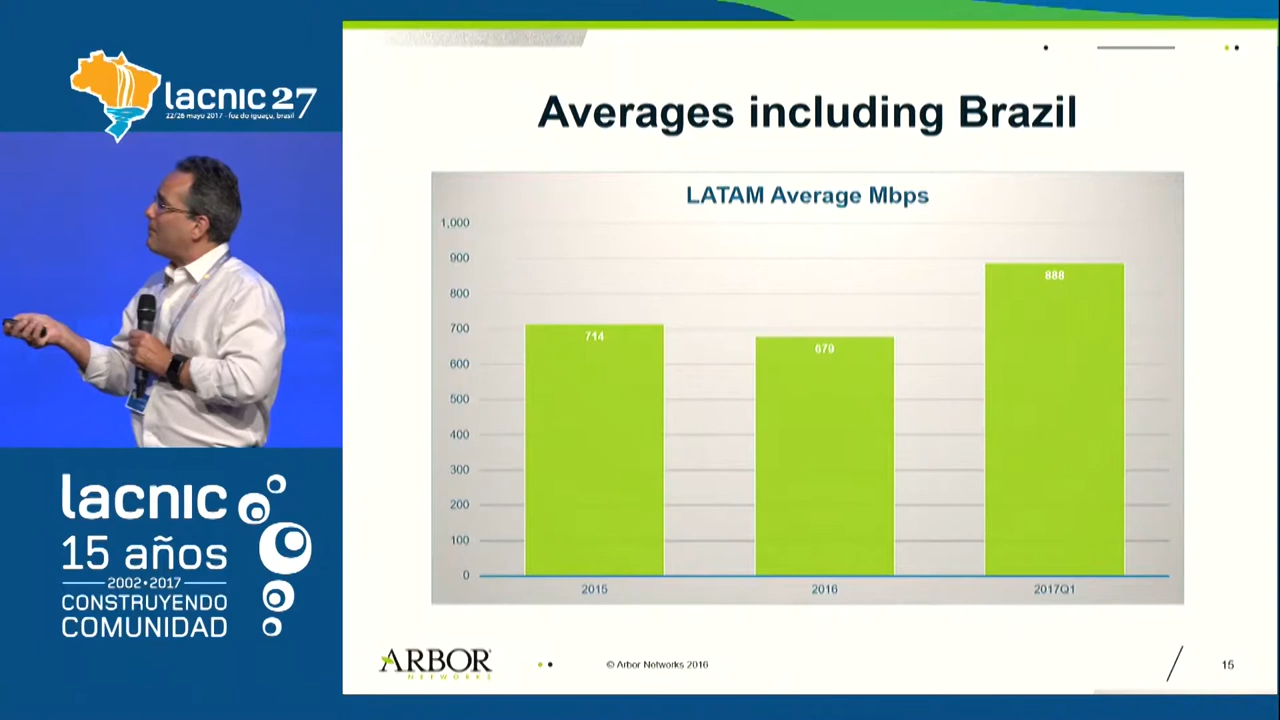 lacnic 27
22/26 mayo 2017 - foz do iguaçu, brasil
lacnic
15 años
2002•2017
CONSTRUYENDO
COMUNIDAD
Averages including Brazil
LATAM Average Mbps
1,000
900
800
700
600
500
400
300
200
100
0
714
679
888
2015
2016
2017Q1
ARBOR
NETWORKS
© Arbor Networks 2016
15